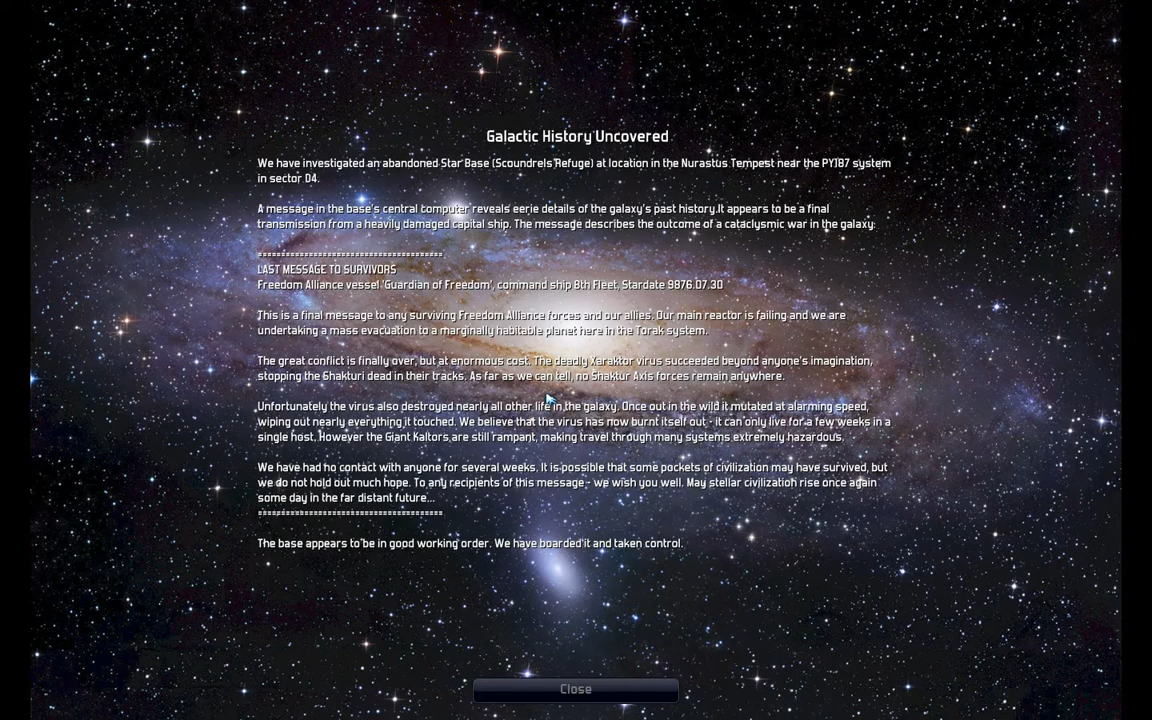 Galactic History Uncovered
We have investigated an abandoned Star Base (Scoundrels Refuge) at location in the Nurastus Tempest near the PYJ87 system
in sector D4.
A message in the base's central computer reveals eerie details of the galaxy's past history.It appears to be a final
transmission from a heavily damaged capital ship. The message describes the outcome of a cataclysmic war in the galaxy:
========================================
LAST MESSAGE TO SURVIVORS
Freedom Alliance vessel 'Guardian of Freedom', command ship 8th Fleet, Stardate 9876.07.30
This is a final message to any surviving Freedom Alliance forces and our allies. Our main reactor is failing and we are
undertaking a mass evacuation to a marginally habitable planet here in the Torak system.
The great conflict is finally over, but at enormous cost. The deadly Xaraktor virus succeeded beyond anyone's imagination,
stopping the Shakturi dead in their tracks. As far as we can tell, no Shaktur Axis forces remain anywhere.
Unfortunately the virus also destroyed nearly all other life in the galaxy. Once out in the wild it mutated at alarming speed,
wiping out nearly everything it touched. We believe that the virus has now burnt itself out - it can only live for a few weeks in a
single host. However the Giant Kaltors are still rampant, making travel through many systems extremely hazardous.
We have had no contact with anyone for several weeks. It is possible that some pockets of civilization may have survived, but
we do not hold out much hope. To any recipients of this message - we wish you well. May stellar civilization rise once again
some day in the far distant future...
========================================
The base appears to be in good working order. We have boarded it and taken control.
Close